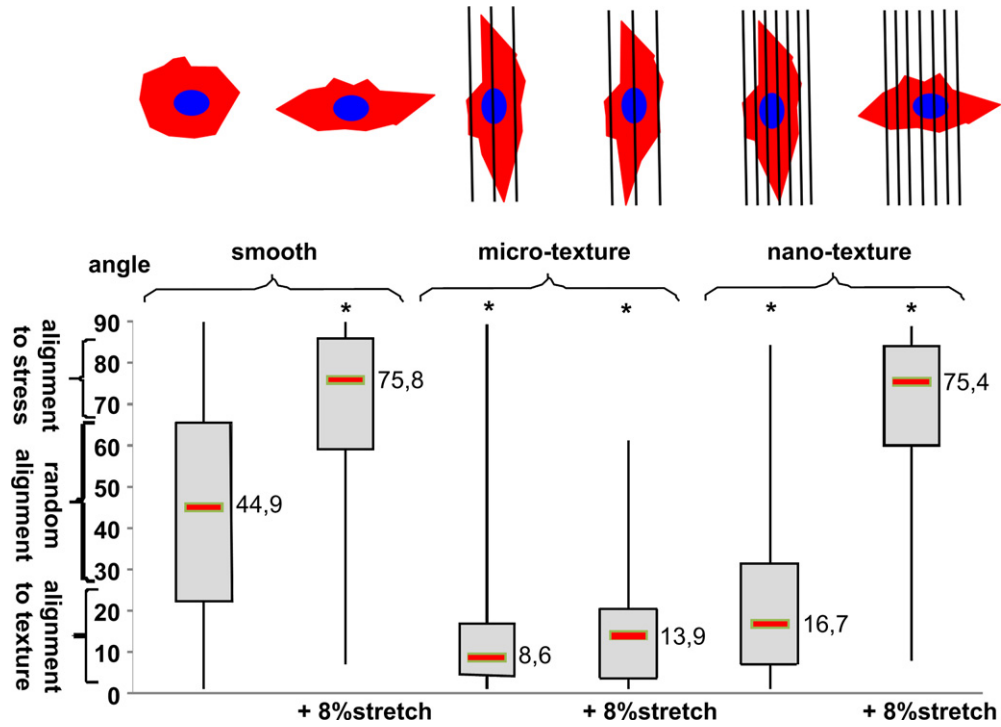 smooth
micro-texture
nano-texture
angle
*
*
*
*
*
90
80
70
60
50
40
30
20
10
0
alignment
to stress
random
alignment
alignment
to texture
44,9
75,8
8,6
13,9
16,7
75,4
+ 8%stretch
+ 8%stretch
+ 8%stretch